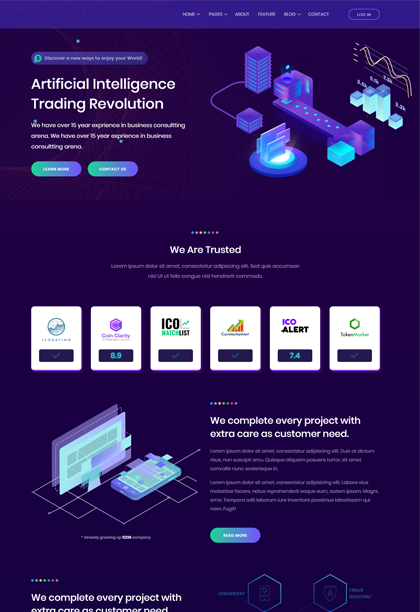 HOME PAGES ABOUT FEATURE BLOG CONTACT LOG IN
Discover a new ways to enjoy your World!
Artificial Intelligence
Trading Revolution
We have over 15 year exprience in business consultting
arena. We have over 15 year exprience in business
consultting arena.
LEARN MORE CONTACT US
We Are Trusted
Lorem ipsum dolor sit amet, consectetur adipiscing elit. Sed quis accumsan
nisi Ut ellentesque habitant hendrerit commodo.
ICORATING
Coin Clarity
ICO
WATCHLIST
CoinMarketAlert
ICO
ALERT
TokenMarket
8.9
7.4
We complete every project with
extra care as customer need.
Lorem ipsum dolor sit amet, consectetur adipiscing elit. Duis at dictum
risus, non suscipit arcu. Quisque aliquam posuere tortor, sit amet
convallis nunc scelerisque in.
Lorem ipsum dolor sit amet, consectetur adipiscing elit. Labore eius
molestiae facere, natus reprehenderit eaque eum, autem ipsam. Magni,
error. Tempora odit laborum iure inventore possimus laboriosam qui
nam. Fugit!
READ MORE
* Already growing up 5236 company
We complete every project with
extra care as customer need.
CONVENIENT
FRAUD
RESISTANT